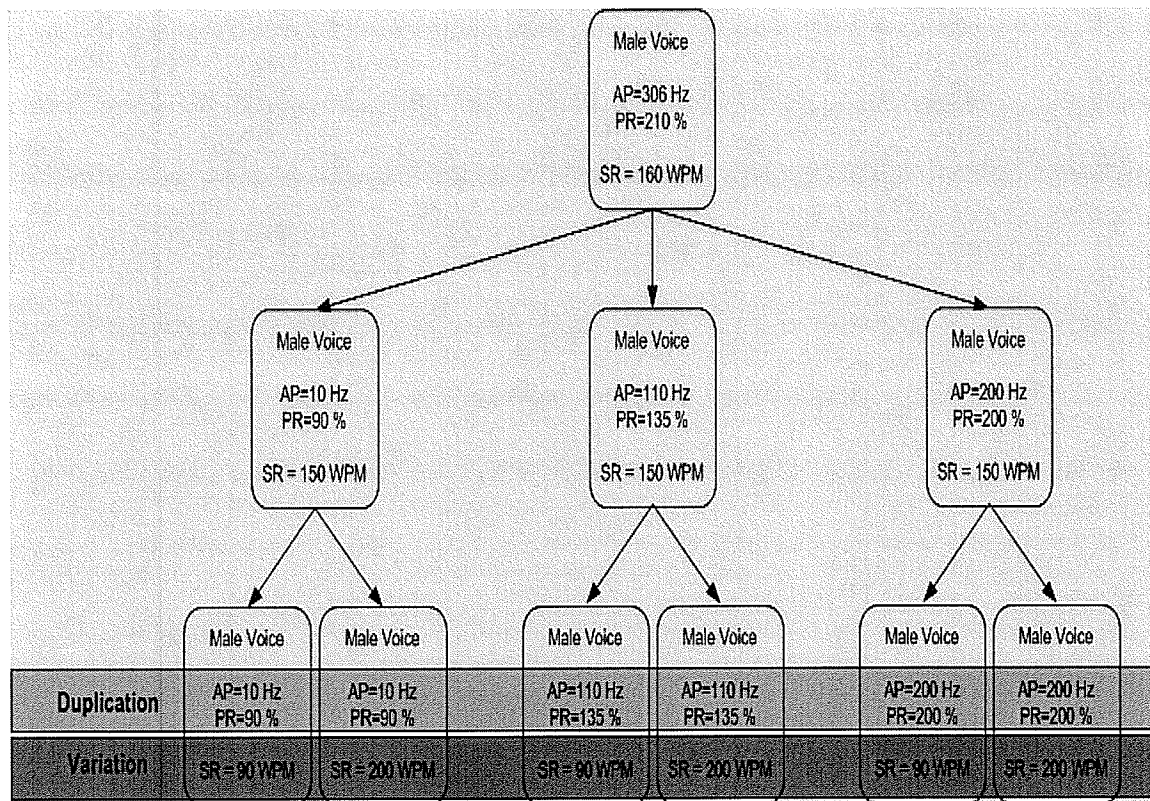 Male Voice
AP=306 Hz
PR=210 %
SR = 160 WPM
Male Voice
AP=10 Hz
PR=90 %
SR = 150 WPM
Male Voice
AP=110 Hz
PR=135 %
SR = 150 WPM
Male Voice
AP=200 Hz
PR=200 %
SR = 150 WPM
Male Voice Male Voice Male Voice Male Voice Male Voice Male Voice
Duplication AP=10 Hz AP=10 Hz AP=110 Hz AP=110 Hz AP=200 Hz AP=200 Hz
PR=90 % PR=90 % PR=135 % PR=135 % PR=200 % PR=200 %
Variation SR = 90 WPM SR = 200 WPM SR = 90 WPM SR = 200 WPM SR = 90 WPM SR = 200 WPM